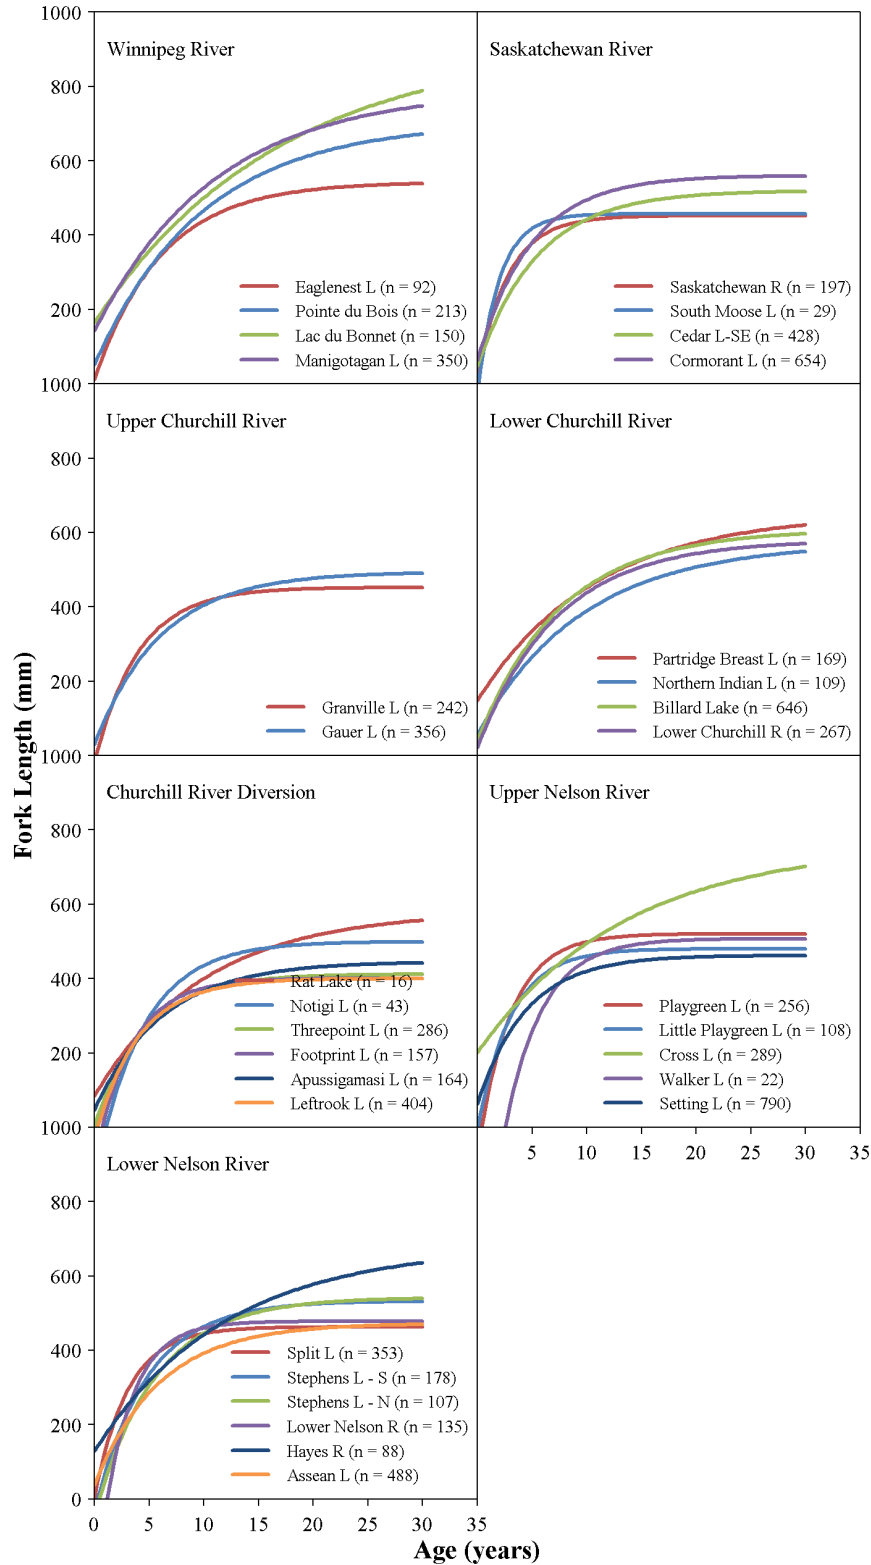 1000
800
600
400
200
Winnipeg River
Eaglenest L (n = 92)
Pointe du Bois (n = 213)
Lac du Bonnet (n = 150)
Manigotagan L (n = 350)
Saskatchewan River
Saskatchewan R (n = 197)
South Moose L (n = 29)
Cedar L-SE (n = 428)
Cormorant L (n = 654)
1000
800
600
400
200
Upper Churchill River
Granville L (n = 242)
Gauer L (n = 356)
Lower Churchill River
Partridge Breast L (n = 169)
Northern Indian L (n = 109)
Billard Lake (n = 646)
Lower Churchill R (n = 267)
Fork Length (mm)
1000
800
600
400
200
Churchill River Diversion
Rat Lake (n = 16)
Notigi L (n = 43)
Threepoint L (n = 286)
Footprint L (n = 157)
Apussigamasi L (n = 164)
Leftrook L (n = 404)
Upper Nelson River
Playgreen L (n = 256)
Little Playgreen L (n = 108)
Cross L (n = 289)
Walker L (n = 22)
Setting L (n = 790)
5 10 15 20 25 30 35
1000
800
600
400
200
0
Lower Nelson River
Split L (n = 353)
Stephens L - S (n = 178)
Stephens L - N (n = 107)
Lower Nelson R (n = 135)
Hayes R (n = 88)
Assean L (n = 488)
0 5 10 15 20 25 30 35
Age (years)